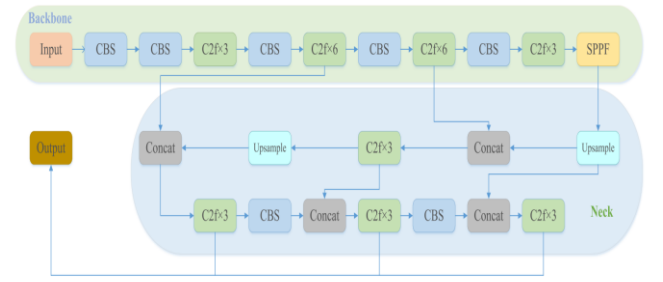 Backbone
Input CBS CBS C2f×3 CBS C2f×6 CBS C2f×6 CBS C2f×3 SPPF
Output Concat Upsample C2f×3 Concat Upsample
C2f×3 CBS Concat C2f×3 CBS Concat C2f×3 Neck